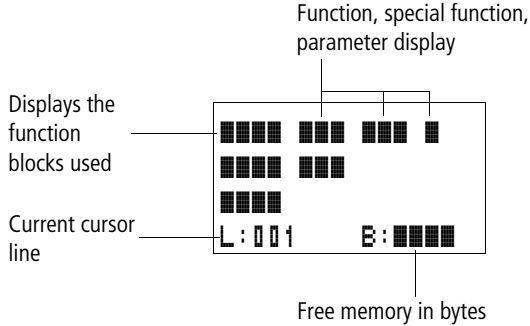 Function, special function,
parameter display
Displays the
function
blocks used
Current cursor
line
L:001
B:
Free memory in bytes